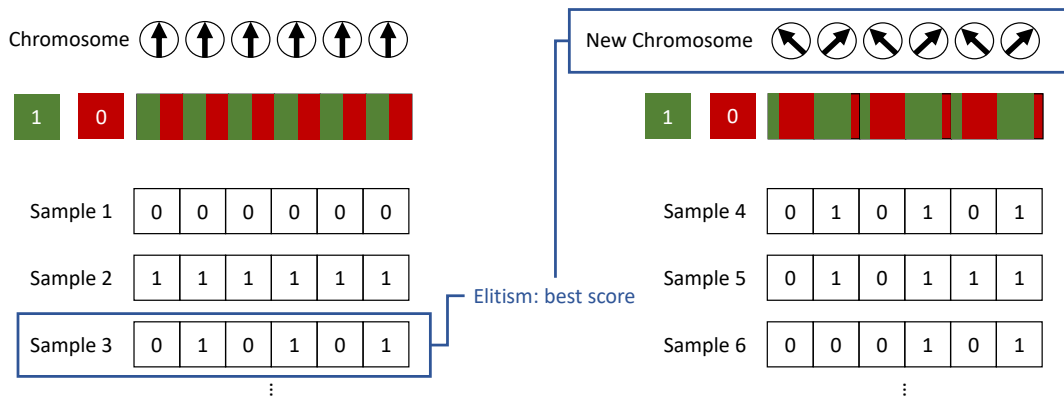 Chromosome
1 0
Sample 1 0 0 0 0 0 0
Sample 2 1 1 1 1 1 1
Sample 3 0 1 0 1 0 1
⋮
Elitism: best score
New Chromosome
1 0
Sample 4 0 1 0 1 0 1
Sample 5 0 1 0 1 1 1
Sample 6 0 0 0 1 0 1
⋮